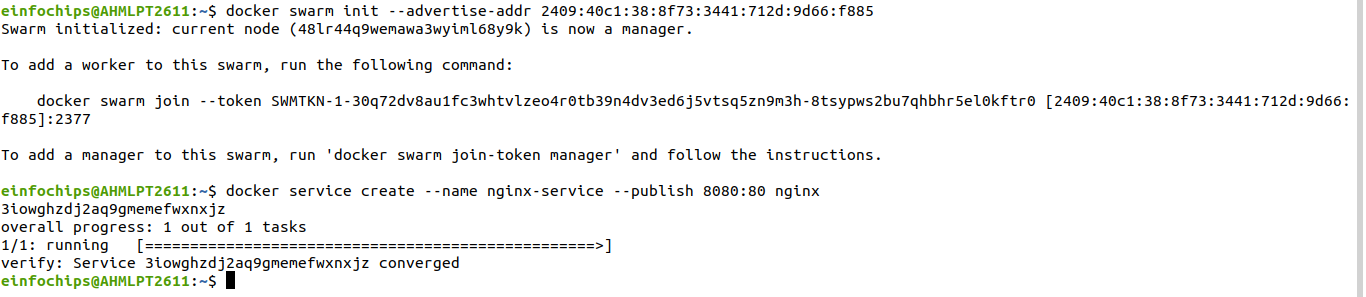 einfochips@AHMLPT2611:~$ docker swarm init --advertise-addr 2409:40c1:38:8f73:3441:712d:9d66:f885
Swarm initialized: current node (48lr44q9wemawa3wyiml68y9k) is now a manager.
To add a worker to this swarm, run the following command:
docker swarm join --token SWMTKN-1-30q72dv8au1fc3whtvlzeo4r0tb39n4dv3ed6j5vtsq5zn9m3h-8tsypws2bu7qhbhr5el0kftr0 [2409:40c1:38:8f73:3441:712d:9d66:
f885]:2377
To add a manager to this swarm, run 'docker swarm join-token manager' and follow the instructions.
einfochips@AHMLPT2611:~$ docker service create --name nginx-service --publish 8080:80 nginx
3iowghzdj2aq9gmemefwxnxjz
overall progress: 1 out of 1 tasks
1/1: running   [==================================================>]
verify: Service 3iowghzdj2aq9gmemefwxnxjz converged
einfochips@AHMLPT2611:~$